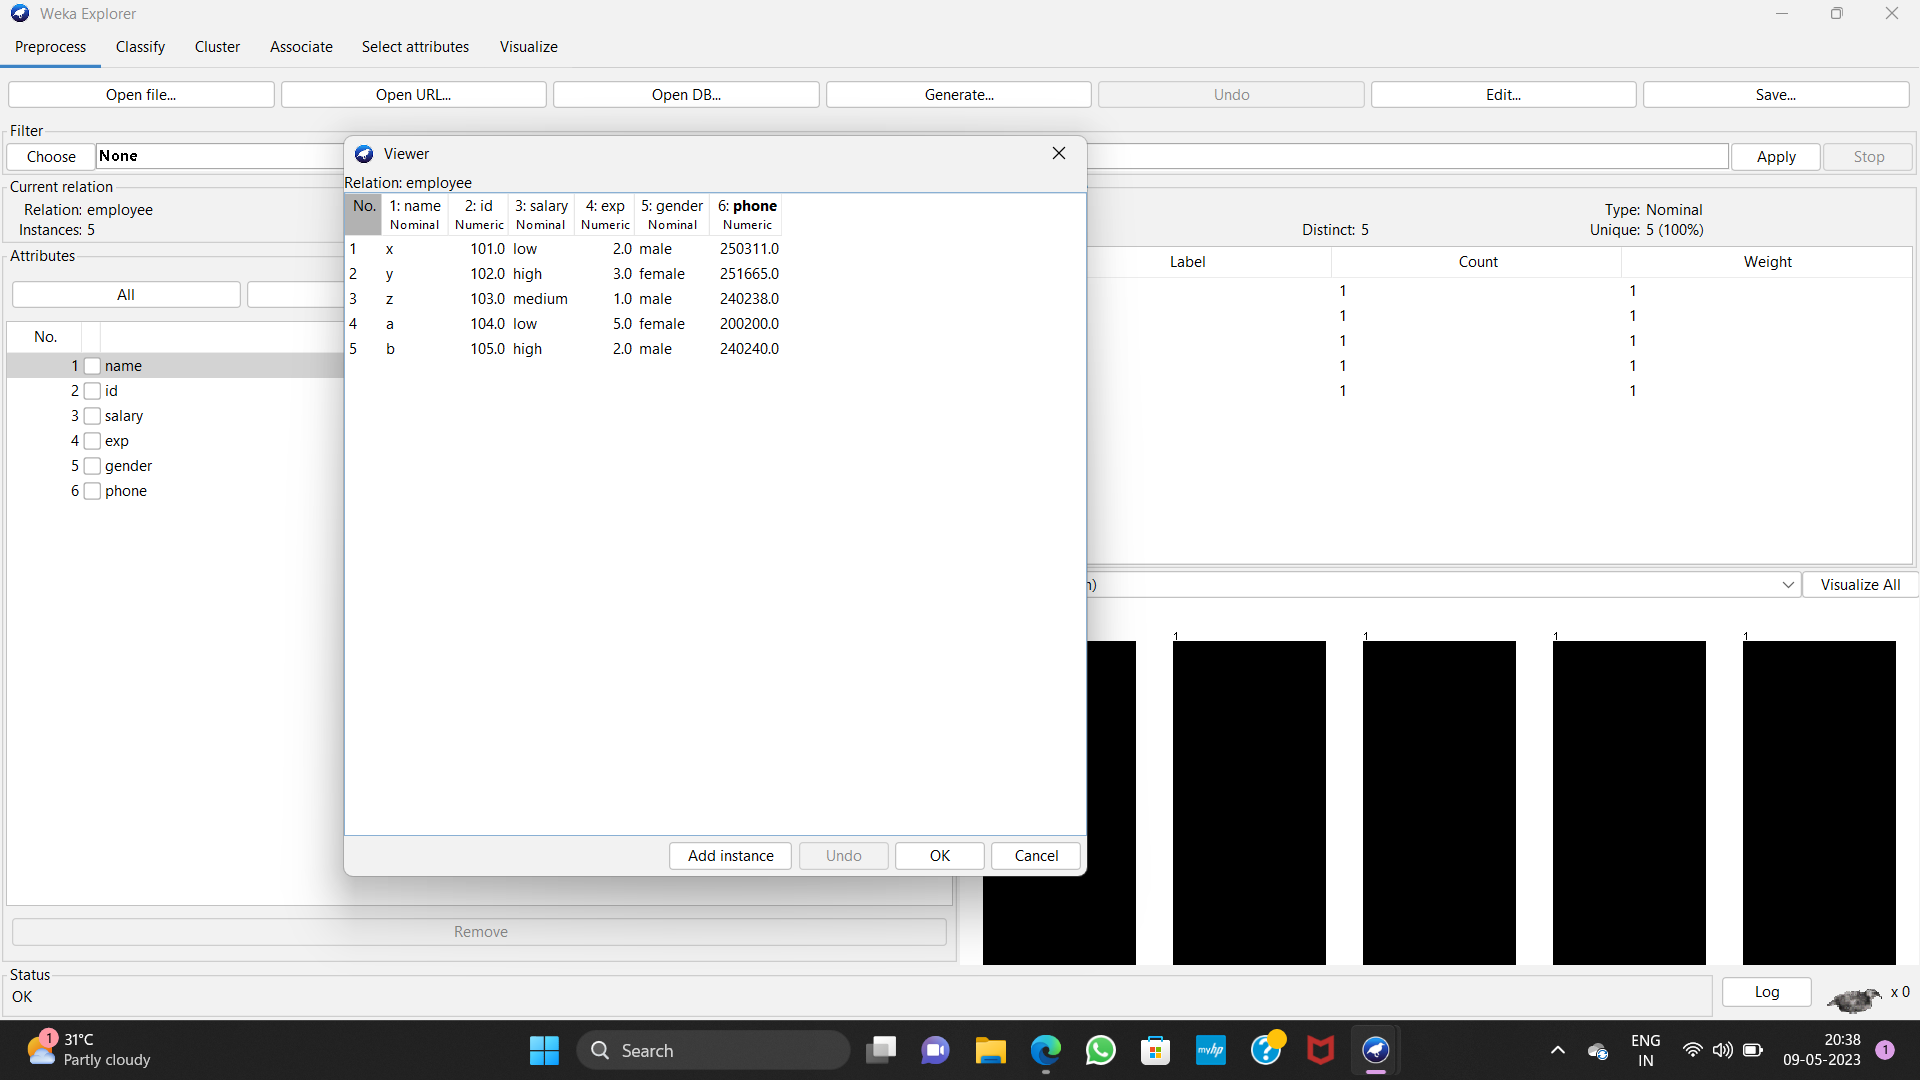 Weka Explorer
Preprocess Classify Cluster Associate Select attributes Visualize
Open file... Open URL... Open DB... Generate... Undo Edit... Save...
Filter
Choose None Apply Stop
Current relation
Relation: employee
Instances: 5
Type: Nominal
Distinct: 5 Unique: 5 (100%)
Attributes
All
No.
1 name
2 id
3 salary
4 exp
5 gender
6 phone
Remove
Viewer
Relation: employee
No. 1: name 2: id 3: salary 4: exp 5: gender 6: phone
Nominal Numeric Nominal Numeric Nominal Numeric
1 x 101.0 low 2.0 male 250311.0
2 y 102.0 high 3.0 female 251665.0
3 z 103.0 medium 1.0 male 240238.0
4 a 104.0 low 5.0 female 200200.0
5 b 105.0 high 2.0 male 240240.0
Add instance Undo OK Cancel
Label Count Weight
1 1
1 1
1 1
1 1
1 1
Visualize All
1 1 1 1
Status
OK
Log x 0
1 31°C
Partly cloudy
Search
myhp
ENG
IN
20:38
09-05-2023
1